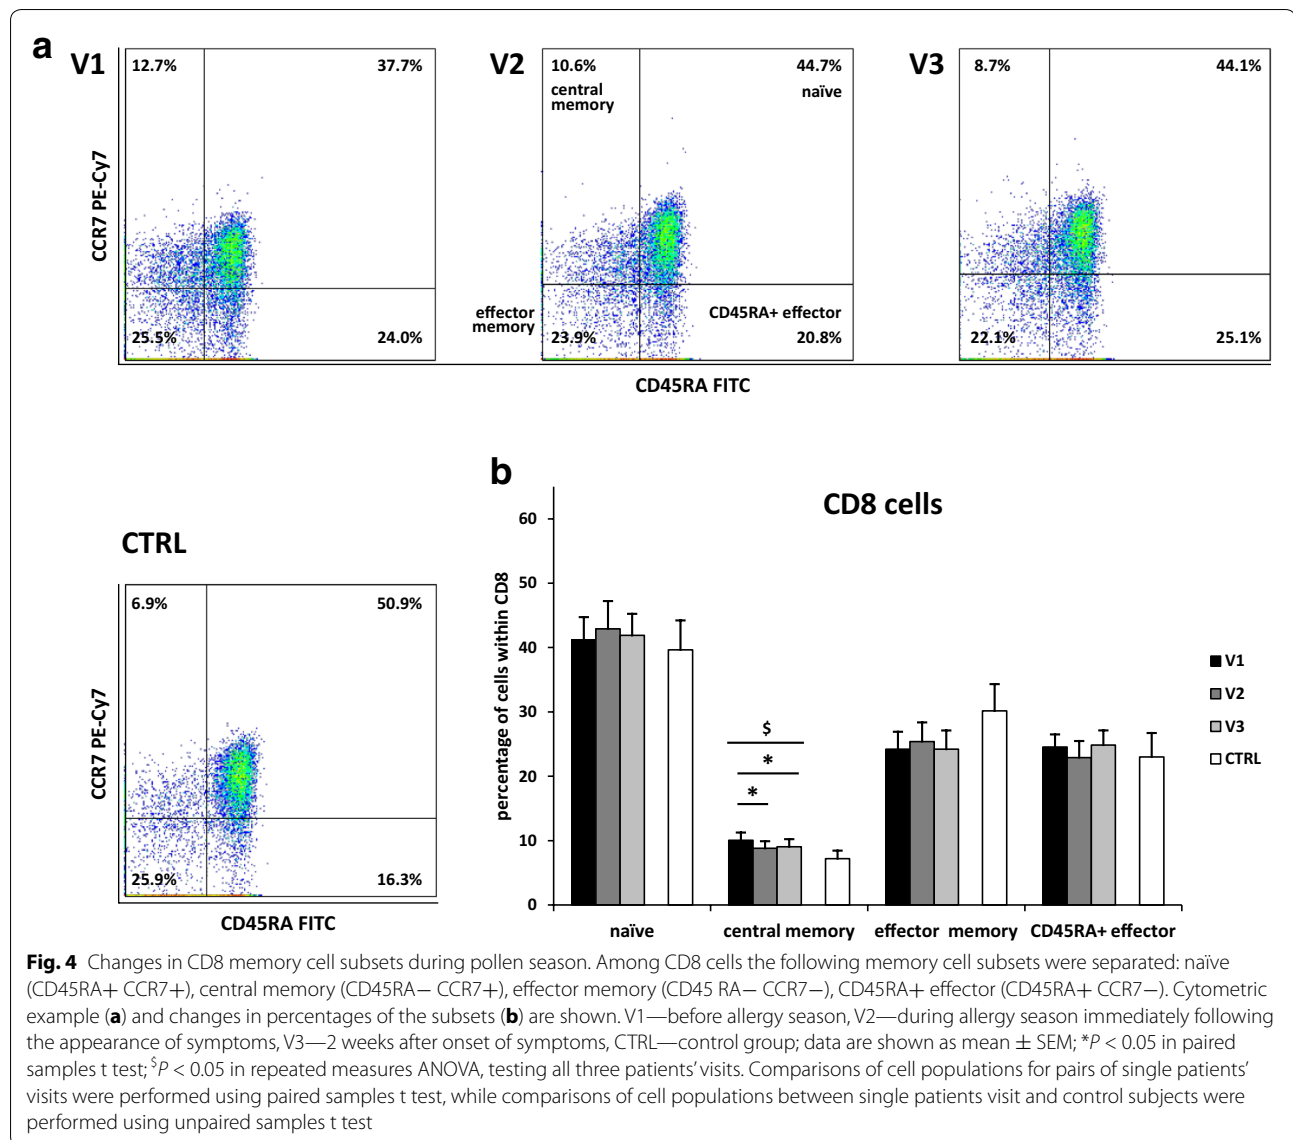 a
V1
12.7%
37.7%
25.5%
24.0%
CCR7 PE-Cy7
V2
10.6%
44.7%
central
memory
naïve
effector
memory
CD45RA+ effector
23.9%
20.8%
V3
8.7%
44.1%
22.1%
25.1%
CD45RA FITC
CTRL
6.9%
50.9%
25.9%
16.3%
CCR7 PE-Cy7
CD45RA FITC
b
CD8 cells
percentage of cells within CD8
60
50
40
30
20
10
0
$
*
*
naïve
central memory
effector memory
CD45RA+ effector
V1
V2
V3
CTRL
Fig. 4 Changes in CD8 memory cell subsets during pollen season. Among CD8 cells the following memory cell subsets were separated: naïve
(CD45RA+ CCR7+), central memory (CD45RA− CCR7+), effector memory (CD45 RA− CCR7−), CD45RA+ effector (CD45RA+ CCR7−). Cytometric
example (a) and changes in percentages of the subsets (b) are shown. V1—before allergy season, V2—during allergy season immediately following
the appearance of symptoms, V3—2 weeks after onset of symptoms, CTRL—control group; data are shown as mean ± SEM; *P < 0.05 in paired
samples t test; $P < 0.05 in repeated measures ANOVA, testing all three patients' visits. Comparisons of cell populations for pairs of single patients'
visits were performed using paired samples t test, while comparisons of cell populations between single patients visit and control subjects were
performed using unpaired samples t test